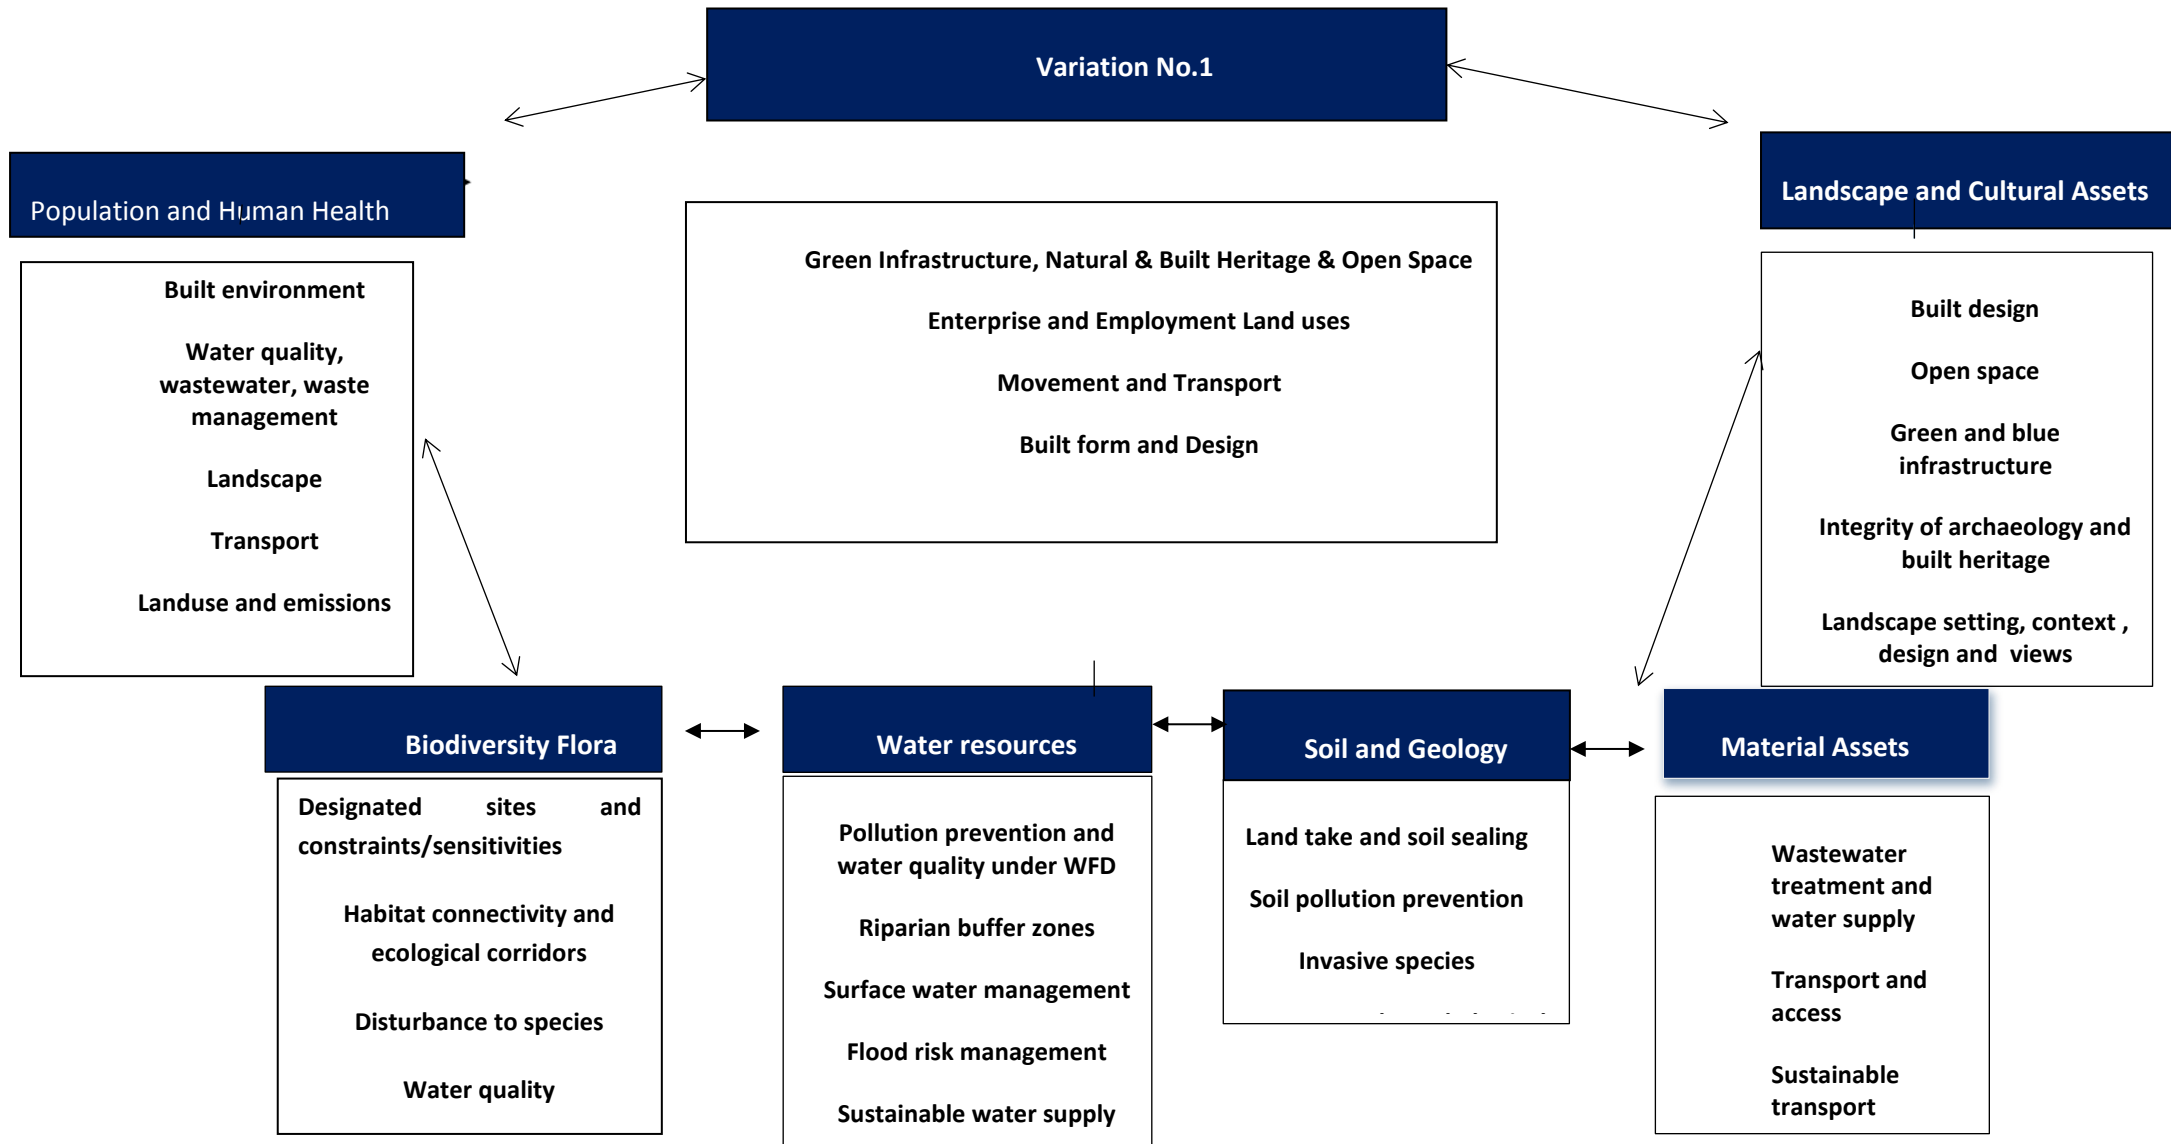 Variation No.1
Population and Human Health
Built environment
Water quality,
wastewater, waste
management
Landscape
Transport
Landuse and emissions
Green Infrastructure, Natural & Built Heritage & Open Space
Enterprise and Employment Land uses
Movement and Transport
Built form and Design
Landscape and Cultural Assets
Built design
Open space
Green and blue
infrastructure
Integrity of archaeology and
built heritage
Landscape setting, context ,
design and views
Biodiversity Flora
Designated sites and
constraints/sensitivities
Habitat connectivity and
ecological corridors
Disturbance to species
Water quality
Water resources
Pollution prevention and
water quality under WFD
Riparian buffer zones
Surface water management
Flood risk management
Sustainable water supply
Soil and Geology
Land take and soil sealing
Soil pollution prevention
Invasive species
Material Assets
Wastewater
treatment and
water supply
Transport and
access
Sustainable
transport